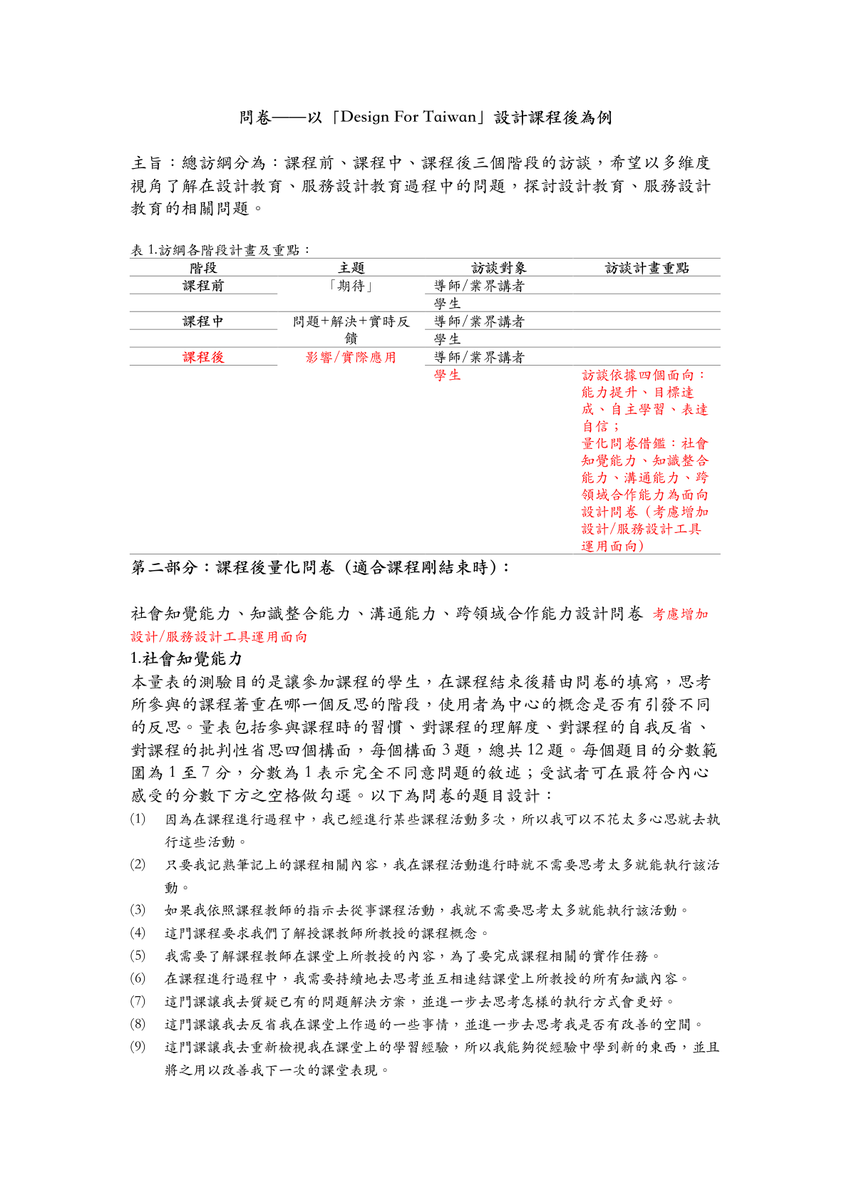 問卷——以「Design For Taiwan」設計課程後為例
主旨：總訪綱分為：課程前、課程中、課程後三個階段的訪談，希望以多維度
視角了解在設計教育、服務設計教育過程中的問題，探討設計教育、服務設計
教育的相關問題。
表 1.訪綱各階段計畫及重點：
階段 主題 訪談對象 訪談計畫重點
課程前 「期待」 導師/業界講者
學生
課程中 問題+解決+實時反 導師/業界講者
饋 學生
課程後 影響/實際應用 導師/業界講者
學生 訪談依據四個面向：
能力提升、目標達
成、自主學習、表達
自信；
量化問卷借鑑：社會
知覺能力、知識整合
能力、溝通能力、跨
領域合作能力為面向
設計問卷（考慮增加
設計/服務設計工具
運用面向）
第二部分：課程後量化問卷（適合課程剛結束時）：
社會知覺能力、知識整合能力、溝通能力、跨領域合作能力設計問卷 考慮增加
設計/服務設計工具運用面向
1.社會知覺能力
本量表的測驗目的是讓參加課程的學生，在課程結束後藉由問卷的填寫，思考
所參與的課程著重在哪一個反思的階段，使用者為中心的概念是否有引發不同
的反思。量表包括參與課程時的習慣、對課程的理解度、對課程的自我反省、
對課程的批判性省思四個構面，每個構面 3 題，總共 12 題。每個題目的分數範
圍為 1 至 7 分，分數為 1 表示完全不同意問題的敘述；受試者可在最符合內心
感受的分數下方之空格做勾選。以下為問卷的題目設計：
(1) 因為在課程進行過程中，我已經進行某些課程活動多次，所以我可以不花太多心思就去執
行這些活動。
(2) 只要我記熟筆記上的課程相關內容，我在課程活動進行時就不需要思考太多就能執行該活
動。
(3) 如果我依照課程教師的指示去從事課程活動，我就不需要思考太多就能執行該活動。
(4) 這門課程要求我們了解授課教師所教授的課程概念。
(5) 我需要了解課程教師在課堂上所教授的內容，為了要完成課程相關的實作任務。
(6) 在課程進行過程中，我需要持續地去思考並互相連結課堂上所教授的所有知識內容。
(7) 這門課讓我去質疑已有的問題解決方案，並進一步去思考怎樣的執行方式會更好。
(8) 這門課讓我去反省我在課堂上作過的一些事情，並進一步去思考我是否有改善的空間。
(9) 這門課讓我去重新檢視我在課堂上的學習經驗，所以我能夠從經驗中學到新的東西，並且
將之用以改善我下一次的課堂表現。